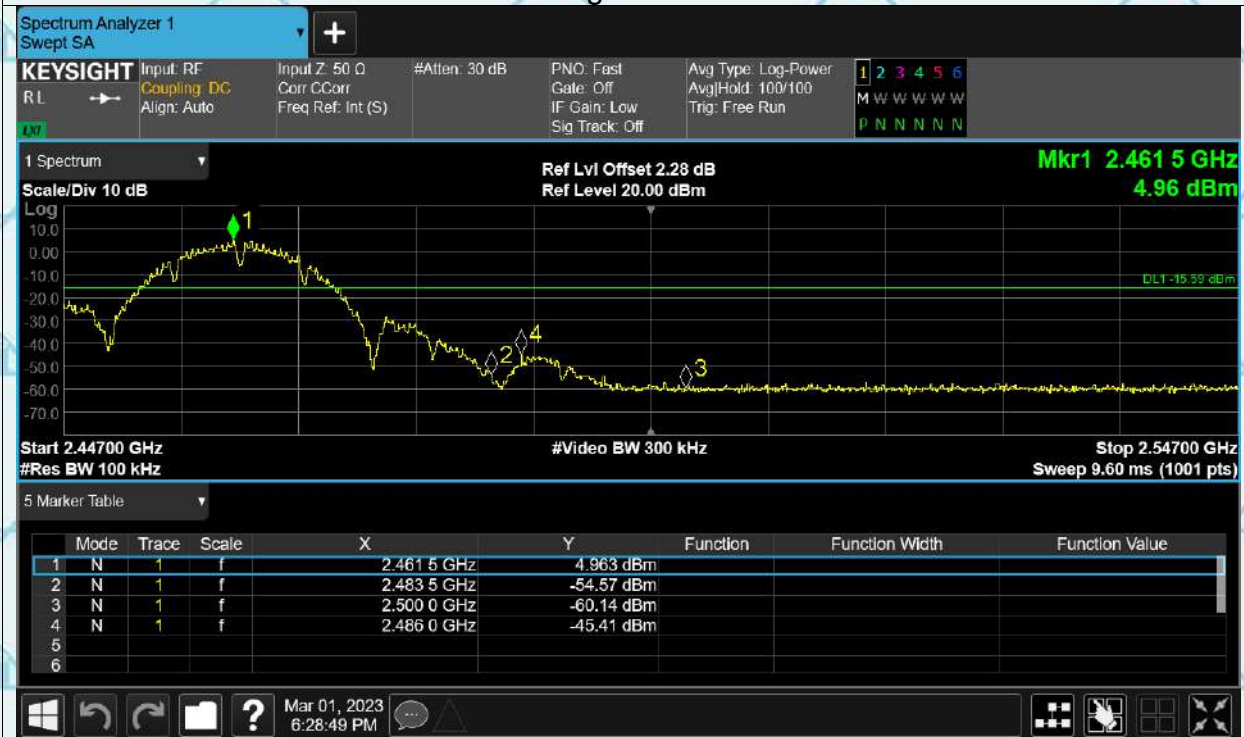 Spectrum Analyzer 1
Swept SA
+
KEYSIGHT
RL
LXI
Input: RF
Coupling: DC
Align: Auto
Input Z: 50 Ω
Corr CCorr
Freq Ref: Int (S)
#Atten: 30 dB
PNO: Fast
Gate: Off
IF Gain: Low
Sig Track: Off
Avg Type: Log-Power
Avg|Hold: 100/100
Trig: Free Run
1 2 3 4 5 6
M W W W W W
P N N N N N
1 Spectrum
Scale/Div 10 dB
Ref Lvl Offset 2.28 dB
Ref Level 20.00 dBm
Mkr1 2.461 5 GHz
4.96 dBm
Log
10.0
0.00
-10.0
-20.0
-30.0
-40.0
-50.0
-60.0
-70.0
1
2
4
3
DL1 -15.59 dBm
Start 2.44700 GHz
#Res BW 100 kHz
#Video BW 300 kHz
Stop 2.54700 GHz
Sweep 9.60 ms (1001 pts)
5 Marker Table
Mode Trace Scale X Y Function Function Width Function Value
1 N 1 f 2.461 5 GHz 4.963 dBm
2 N 1 f 2.483 5 GHz -54.57 dBm
3 N 1 f 2.500 0 GHz -60.14 dBm
4 N 1 f 2.486 0 GHz -45.41 dBm
5
6
?
Mar 01, 2023
6:28:49 PM